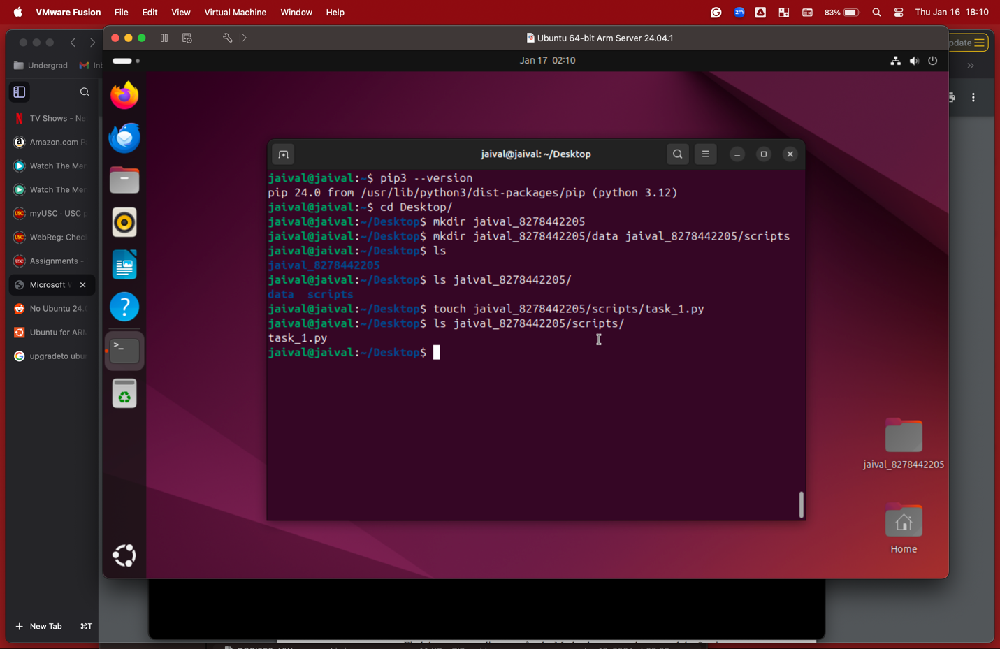 VMware Fusion File Edit View Virtual Machine Window Help
zm 83% Thu Jan 16 18:10
Ubuntu 64-bit Arm Server 24.04.1
pdate
Undergrad
Jan 17 02:10
TV Shows - Ne
Amazon.com P
Watch The Mer
Watch The Mer
myUSC · USC p
WebReg: Chec
Assignments -
Microsoft V
No Ubuntu 24.
Ubuntu for AR
upgradeto ubu
New Tab ⌘T
jaival@jaival: ~/Desktop
jaival@jaival:~$ pip3 --version
pip 24.0 from /usr/lib/python3/dist-packages/pip (python 3.12)
jaival@jaival:~$ cd Desktop/
jaival@jaival:~/Desktop$ mkdir jaival_8278442205
jaival@jaival:~/Desktop$ mkdir jaival_8278442205/data jaival_8278442205/scripts
jaival@jaival:~/Desktop$ ls
jaival_8278442205
jaival@jaival:~/Desktop$ ls jaival_8278442205/
data scripts
jaival@jaival:~/Desktop$ touch jaival_8278442205/scripts/task_1.py
jaival@jaival:~/Desktop$ ls jaival_8278442205/scripts/
task_1.py
jaival@jaival:~/Desktop$
jaival_8278442205
Home